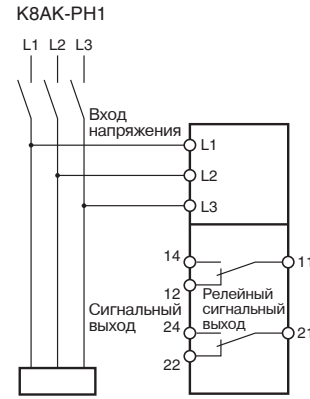 K8AK-PH1
L1 L2 L3
Вход
напряжения
L1
L2
L3
14
11
12
Релейный
сигнальный
выход
Сигнальный
выход
24
21
22